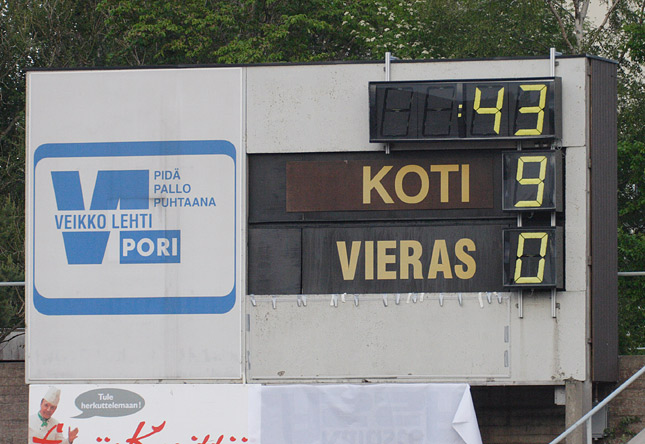 :43
PIDÄ
PALLO
PUHTAANA
VEIKKO LEHTI
PORI
KOTI 9
VIERAS 0
Tule
herkuttelemaan!